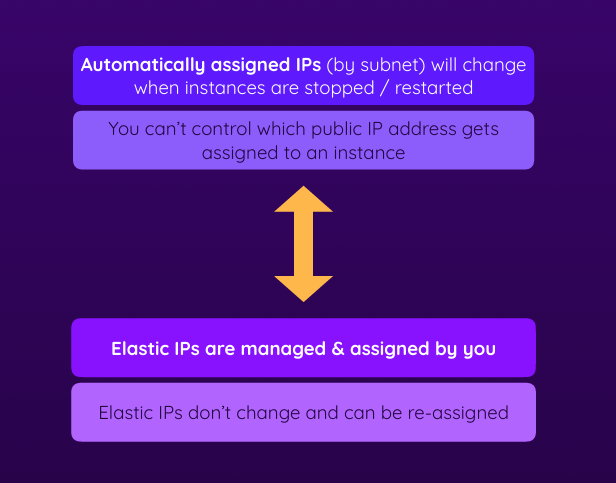 Automatically assigned IPs (by subnet) will change
when instances are stopped / restarted
You can’t control which public IP address gets
assigned to an instance
Elastic IPs are managed & assigned by you
Elastic IPs don’t change and can be re-assigned